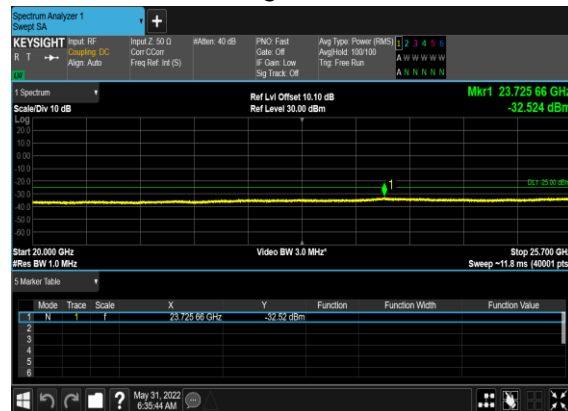 Spectrum Analyzer 1
Swept SA
+
KEYSIGHT Input: RF Input Z: 50 Ω #Atten: 40 dB PNO: Fast Avg Type: Power (RMS) 1 2 3 4 5 6
R T Coupling: DC Corr CCorr Gate: Off Avg|Hold: 100/100 A W W W W W
Align: Auto Freq Ref: Int (S) IF Gain: Low Trig: Free Run
LW Sig Track: Off A N N N N N
1 Spectrum Ref Lvl Offset 10.10 dB Mkr1 23.725 66 GHz
Scale/Div 10 dB Ref Level 30.00 dBm -32.524 dBm
Log
20.0
10.0
0.00
-10.0
-20.0
1
DL1 -25.00 dBm
-30.0
-40.0
-50.0
-60.0
Start 20.000 GHz Video BW 3.0 MHz* Stop 25.700 GHz
#Res BW 1.0 MHz Sweep ~11.8 ms (40001 pts)
5 Marker Table
Mode Trace Scale X Y Function Function Width Function Value
1 N 1 f 23.725 66 GHz -32.52 dBm
2
3
4
5
6
? May 31, 2022
6:35:44 AM